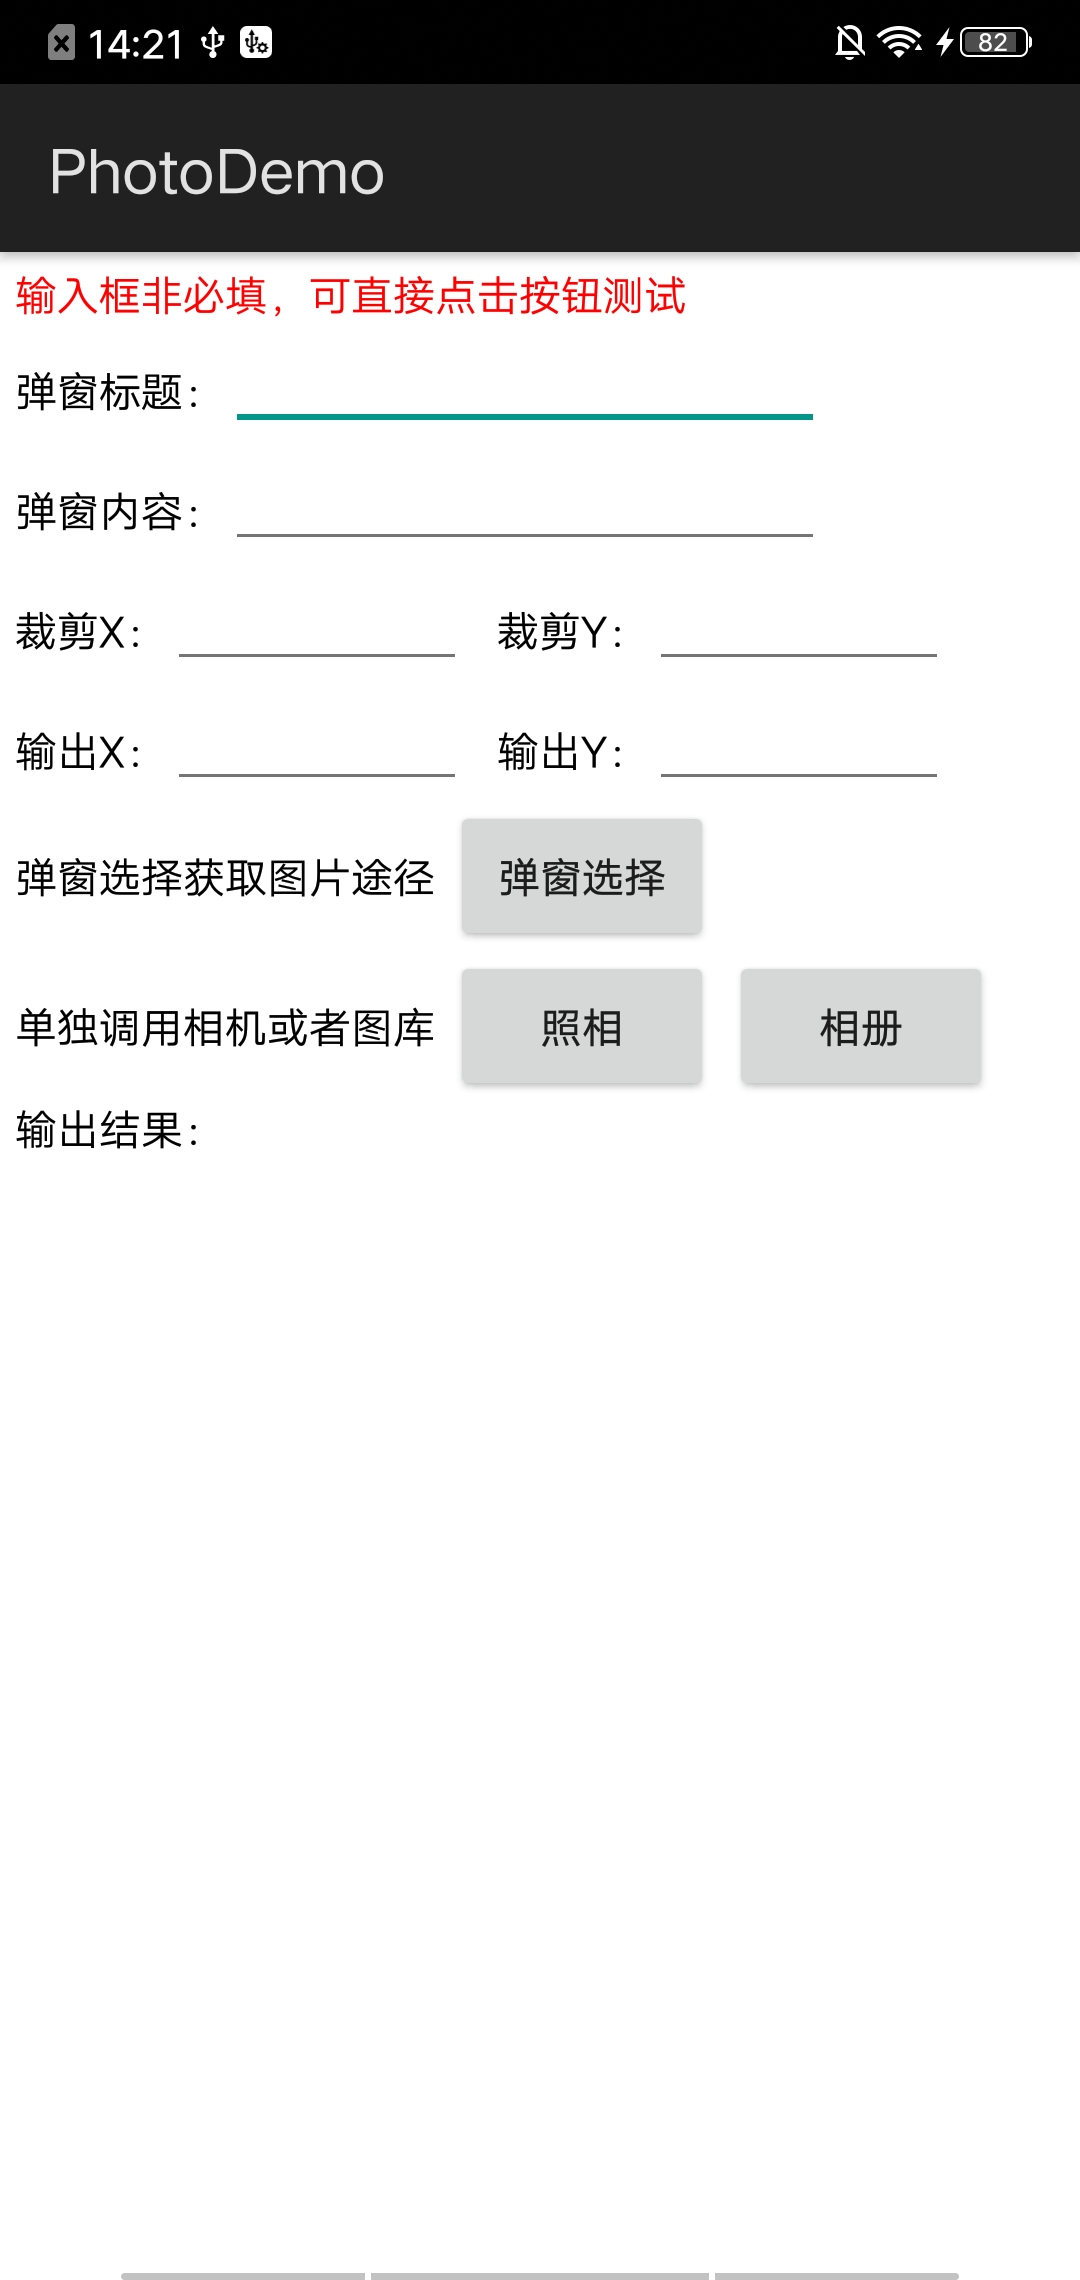 14:21 82
PhotoDemo
输入框非必填，可直接点击按钮测试
弹窗标题：
弹窗内容：
裁剪X： 裁剪Y：
输出X： 输出Y：
弹窗选择获取图片途径 弹窗选择
单独调用相机或者图库 照相 相册
输出结果：